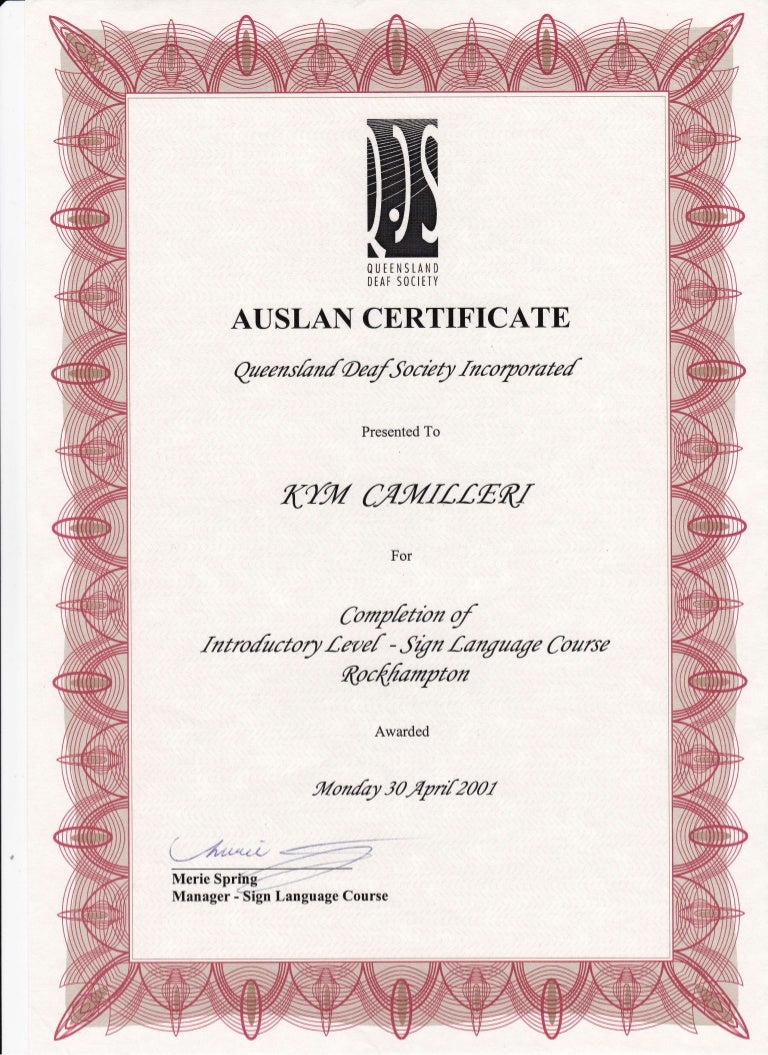 Q.D.S
QUEENSLAND
DEAF SOCIETY
AUSLAN CERTIFICATE
Queensland Deaf Society Incorporated
Presented To
KYM CAMILLERI
For
Completion of
Introductory Level - Sign Language Course
Rockhampton
Awarded
Monday 30 April 2001
Merie Spring
Manager - Sign Language Course